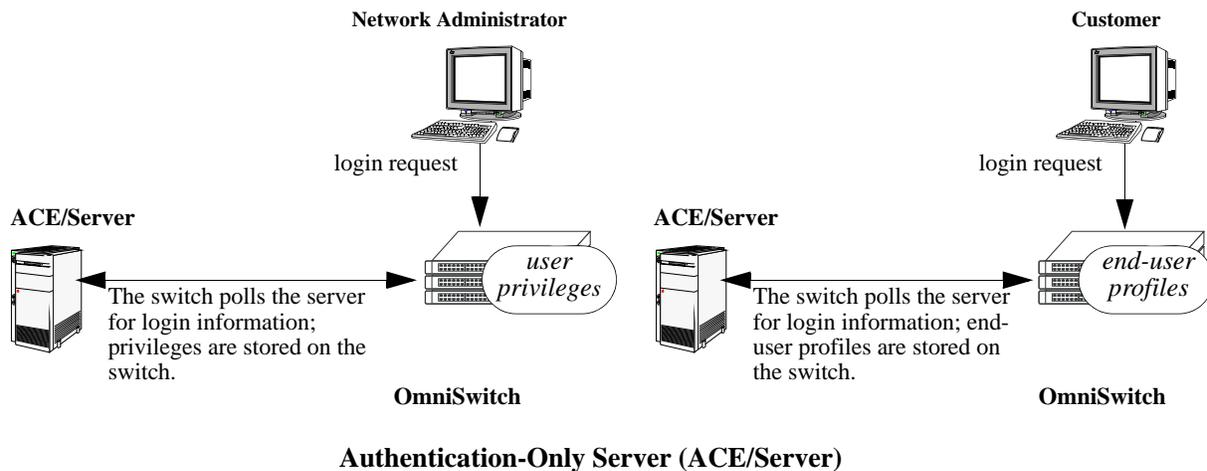 Network Administrator
login request
ACE/Server
user
privileges
The switch polls the server
for login information;
privileges are stored on the
switch.
OmniSwitch
Customer
login request
ACE/Server
end-user
profiles
The switch polls the server
for login information; end-
user profiles are stored on
the switch.
OmniSwitch
Authentication-Only Server (ACE/Server)